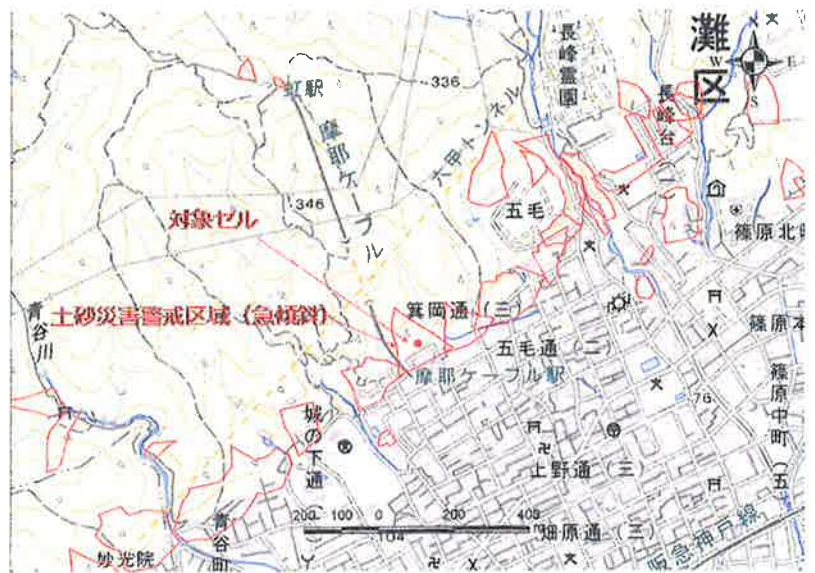 灘区
N
W
E
S
長峰霊園
336
虹駅
長峰台(二)
摩耶ケーブル
六甲トンネル
346
対象セル
五毛
篠原北町
土砂災害警戒区域(急傾斜)
青谷川
箕岡通(三)
五毛通(二)
篠原本
摩耶ケーブル駅
76
篠原中町(五
城の下通
上野通(三)
200 100 0 200 400
m
104
畑原通(三)
青谷町
妙光院
阪急神戸線